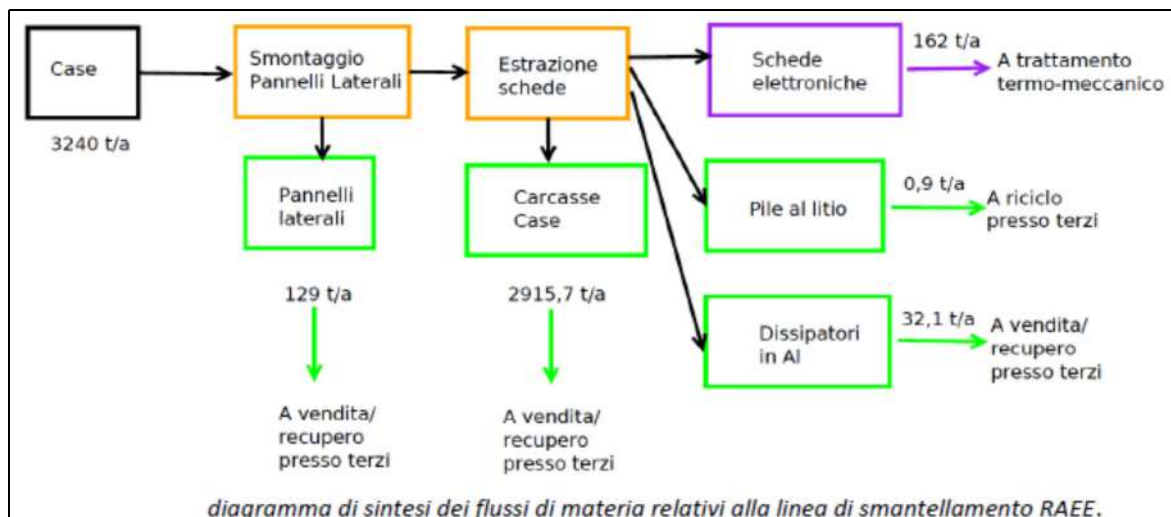 Case
3240 t/a
Smontaggio
Pannelli Laterali
Estrazione
schede
Schede
elettroniche
162 t/a
A trattamento
termo-meccanico
Pannelli
laterali
Carcasse
Case
Pile al litio
0,9 t/a
A riciclo
presso terzi
129 t/a
2915,7 t/a
Dissipatori
in Al
32,1 t/a
A vendita/
recupero
presso terzi
A vendita/
recupero
presso terzi
A vendita/
recupero
presso terzi
diagramma di sintesi dei flussi di materia relativi alla linea di smantellamento RAEE.